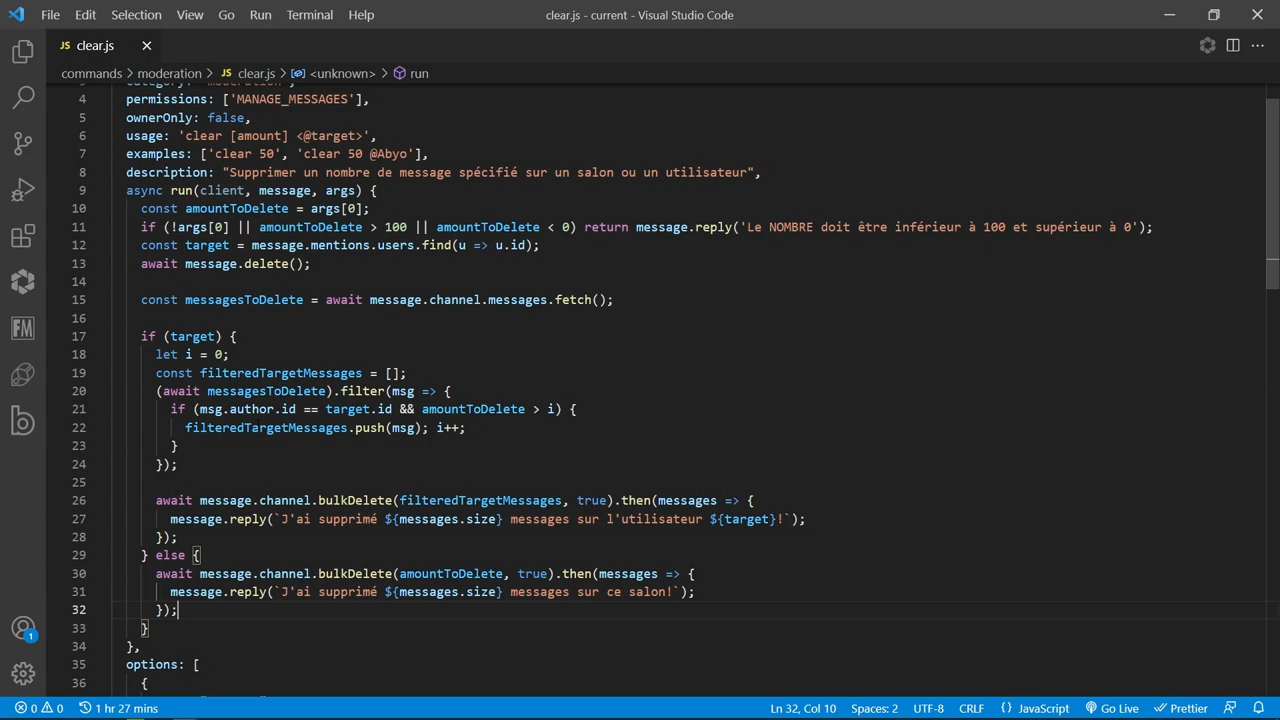 File Edit Selection View Go Run Terminal Help clear.js - current - Visual Studio Code
JS clear.js
commands > moderation > JS clear.js > <unknown> > run
4 permissions: ['MANAGE_MESSAGES'],
5 ownerOnly: false,
6 usage: 'clear [amount] <@target>',
7 examples: ['clear 50', 'clear 50 @Abyo'],
8 description: "Supprimer un nombre de message spécifié sur un salon ou un utilisateur",
9 async run(client, message, args) {
10 const amountToDelete = args[0];
11 if (!args[0] || amountToDelete > 100 || amountToDelete < 0) return message.reply('Le NOMBRE doit être inférieur à 100 et supérieur à 0');
12 const target = message.mentions.users.find(u => u.id);
13 await message.delete();
14
15 const messagesToDelete = await message.channel.messages.fetch();
16
17 if (target) {
18 let i = 0;
19 const filteredTargetMessages = [];
20 (await messagesToDelete).filter(msg => {
21 if (msg.author.id == target.id && amountToDelete > i) {
22 filteredTargetMessages.push(msg); i++;
23 }
24 });
25
26 await message.channel.bulkDelete(filteredTargetMessages, true).then(messages => {
27 message.reply(`J'ai supprimé ${messages.size} messages sur l'utilisateur ${target}!`);
28 });
29 } else {
30 await message.channel.bulkDelete(amountToDelete, true).then(messages => {
31 message.reply(`J'ai supprimé ${messages.size} messages sur ce salon!`);
32 });
33 }
34 },
35 options: [
36 {
FM
b
1
0 0 1 hr 27 mins Ln 32, Col 10 Spaces: 2 UTF-8 CRLF {} JavaScript Go Live Prettier